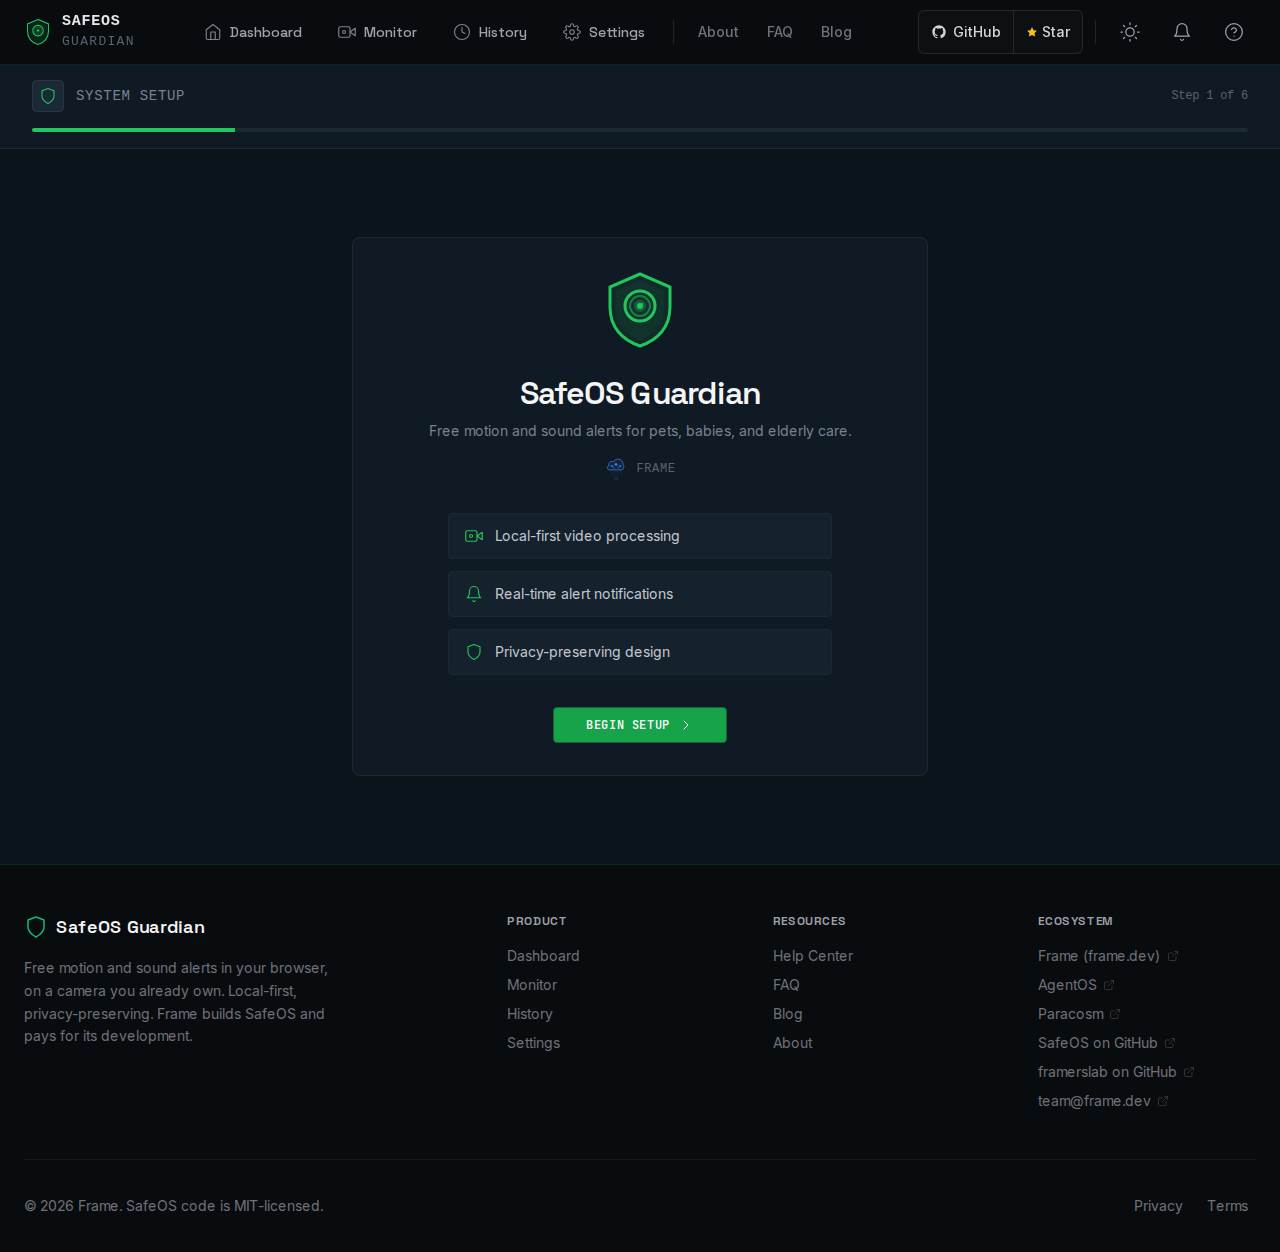 SAFEOS
GUARDIAN
Dashboard
Monitor
History
Settings
About
FAQ
Blog
GitHub
Star
SYSTEM SETUP
Step 1 of 6
SafeOS Guardian
Free motion and sound alerts for pets, babies, and elderly care.
FRAME
Local-first video processing
Real-time alert notifications
Privacy-preserving design
BEGIN SETUP
SafeOS Guardian
Free motion and sound alerts in your browser,
on a camera you already own. Local-first,
privacy-preserving. Frame builds SafeOS and
pays for its development.
PRODUCT
Dashboard
Monitor
History
Settings
RESOURCES
Help Center
FAQ
Blog
About
ECOSYSTEM
Frame (frame.dev)
AgentOS
Paracosm
SafeOS on GitHub
framerslab on GitHub
team@frame.dev
© 2026 Frame. SafeOS code is MIT-licensed.
Privacy
Terms